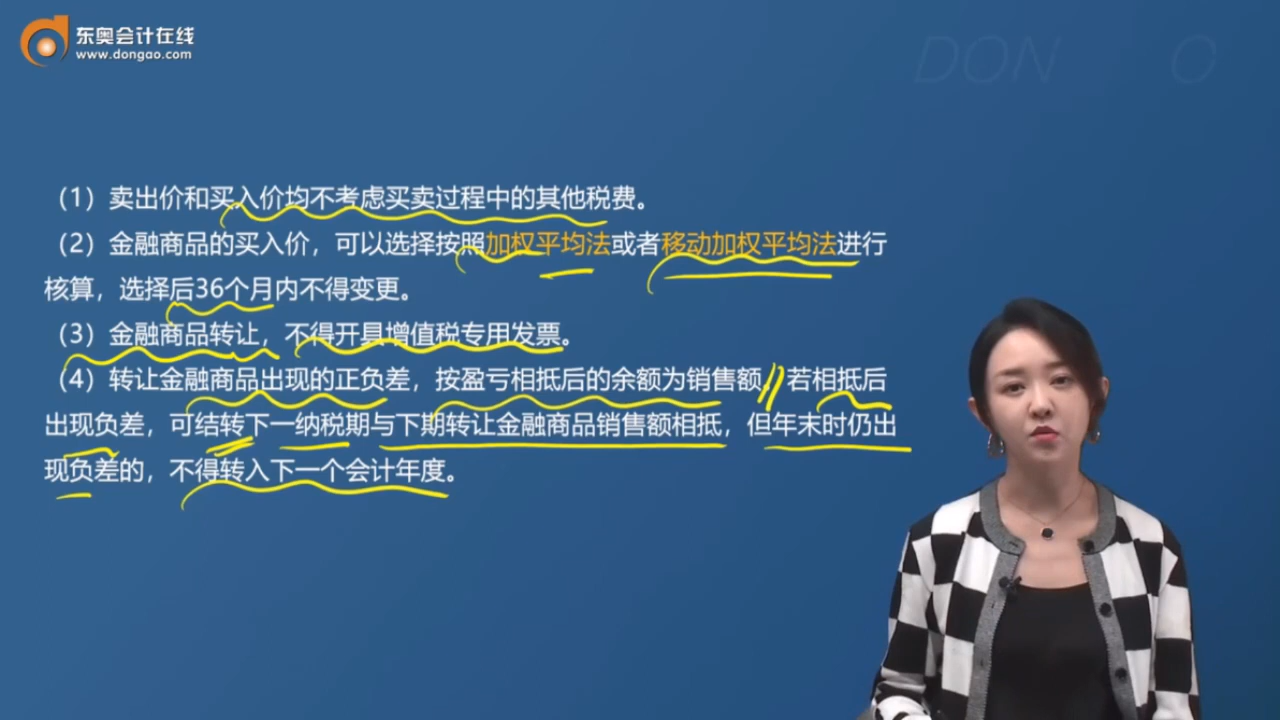 东奥会计在线
www.dongao.com
DON O
（1）卖出价和买入价均不考虑买卖过程中的其他税费。
（2）金融商品的买入价，可以选择按照加权平均法或者移动加权平均法进行
核算，选择后36个月内不得变更。
（3）金融商品转让，不得开具增值税专用发票。
（4）转让金融商品出现的正负差，按盈亏相抵后的余额为销售额，若相抵后
出现负差，可结转下一纳税期与下期转让金融商品销售额相抵，但年末时仍出
现负差的，不得转入下一个会计年度。